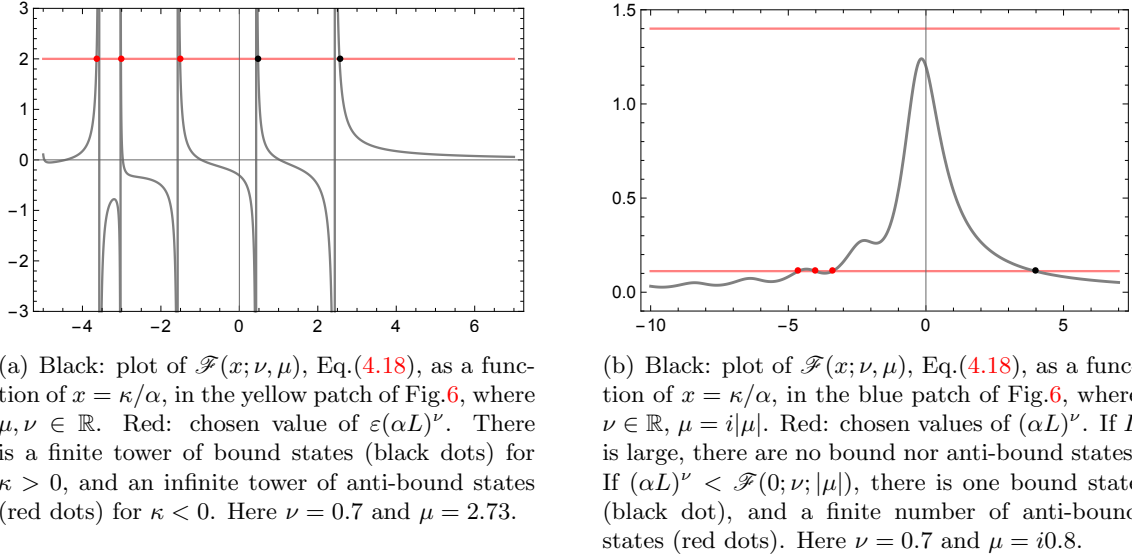 3
2
1
0
−1
−2
−3
−4
−2
0
2
4
6
1.5
1.0
0.5
0.0
−10
−5
0
5
(a) Black: plot of ℱ(x; ν, μ), Eq.(4.18), as a func-
tion of x = κ/α, in the yellow patch of Fig.6, where
μ, ν ∈ ℝ. Red: chosen value of ε(αL)^ν. There
is a finite tower of bound states (black dots) for
κ > 0, and an infinite tower of anti-bound states
(red dots) for κ < 0. Here ν = 0.7 and μ = 2.73.
(b) Black: plot of ℱ(x; ν, μ), Eq.(4.18), as a func
tion of x = κ/α, in the blue patch of Fig.6, where
ν ∈ ℝ, μ = i|μ|. Red: chosen values of (αL)^ν. If L
is large, there are no bound nor anti-bound states
If (αL)^ν < ℱ(0; ν; |μ|), there is one bound state
(black dot), and a finite number of anti-bound
states (red dots). Here ν = 0.7 and μ = i0.8.